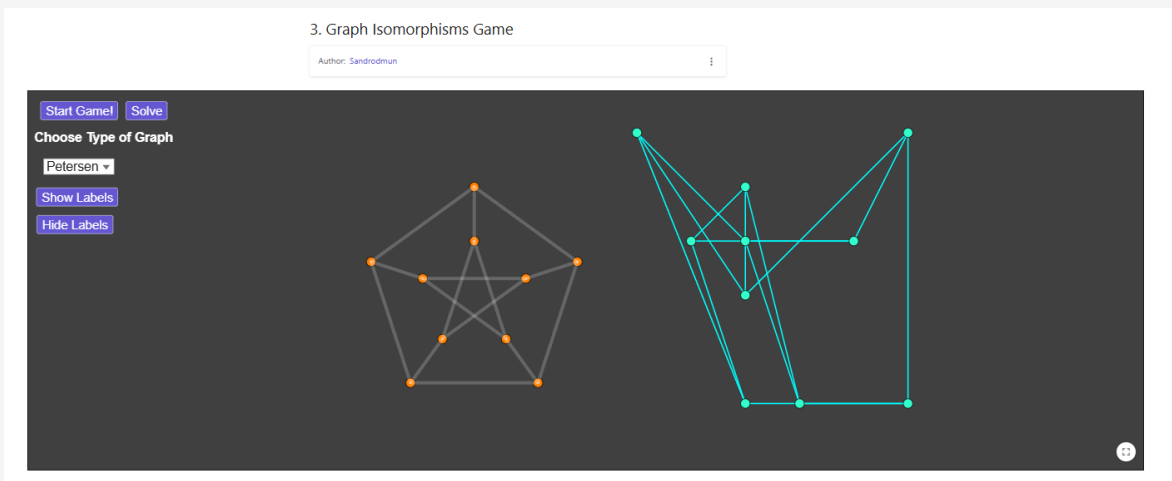 3. Graph Isomorphisms Game
Author: Sandrodmun
Start Game! Solve
Choose Type of Graph
Petersen
Show Labels
Hide Labels